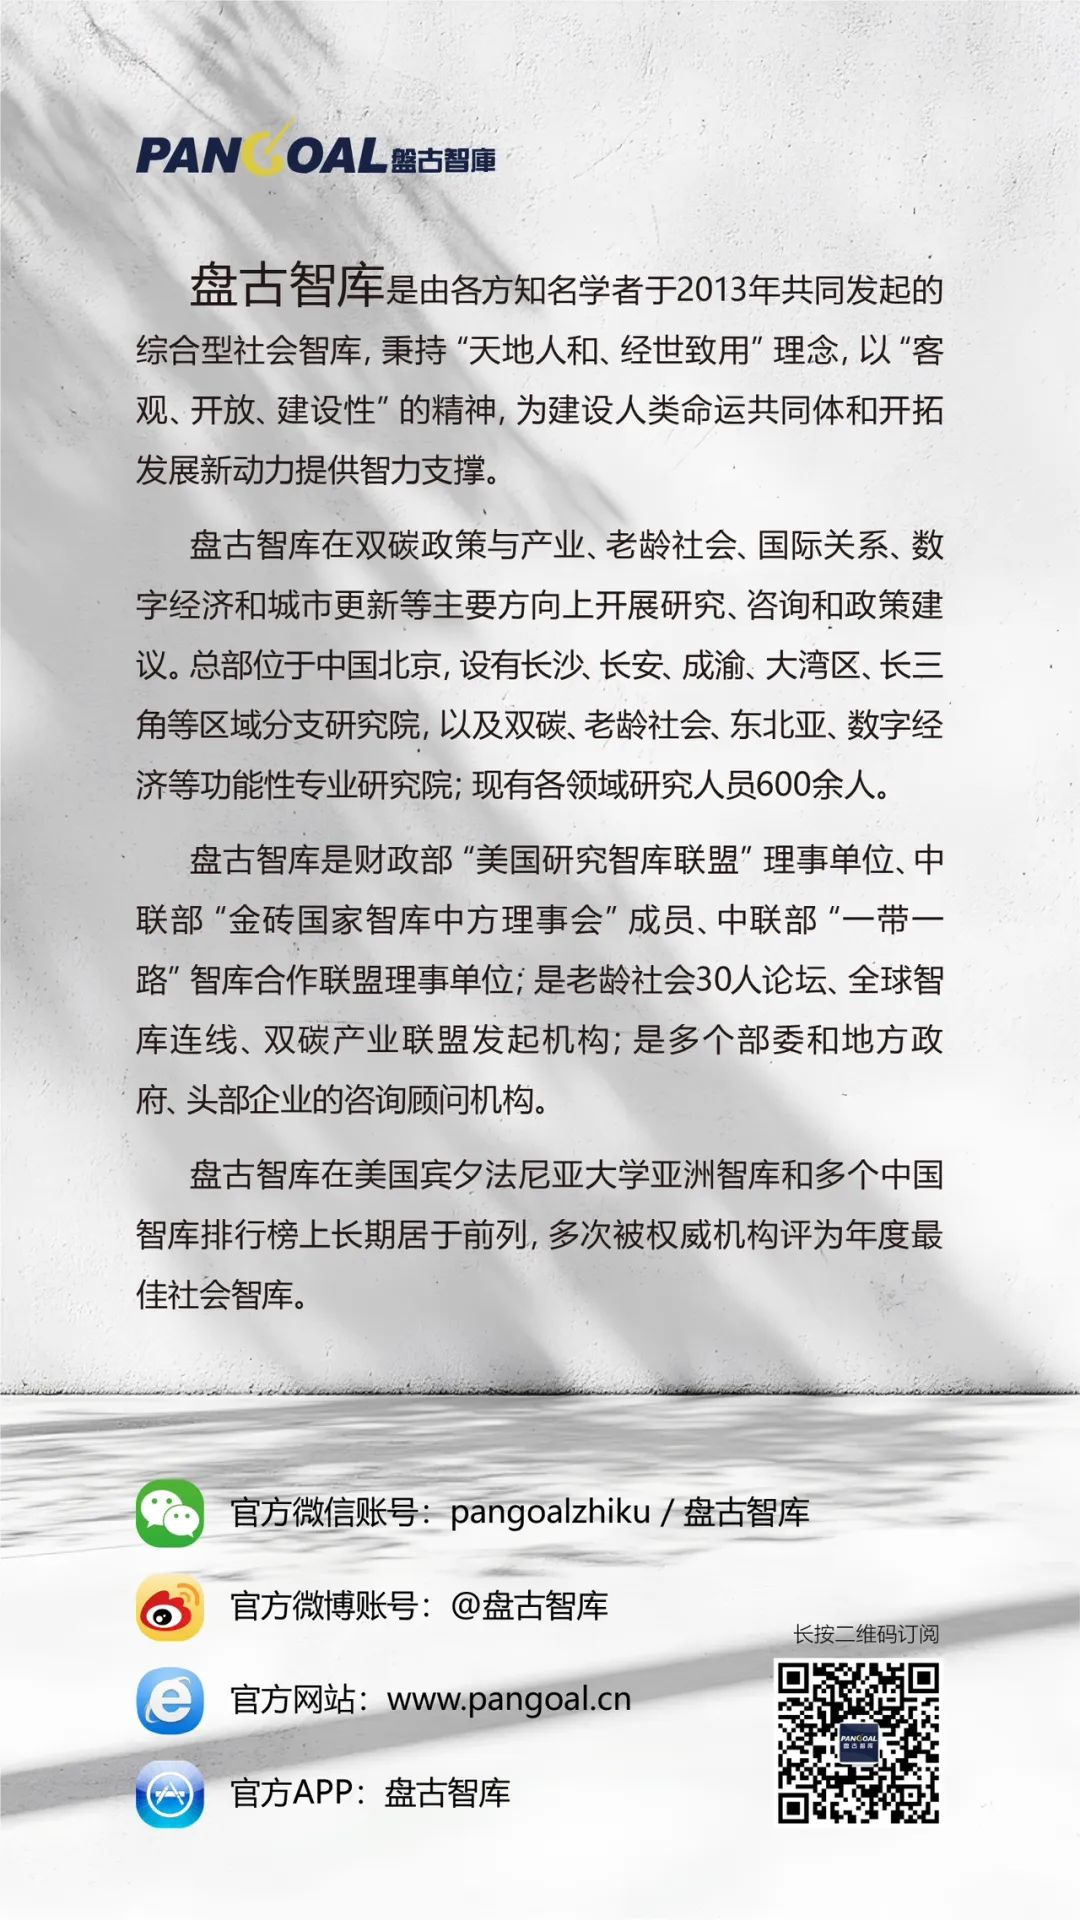 PANGOAL盤古智庫
盘古智库是由各方知名学者于2013年共同发起的
综合型社会智库，秉持“天地人和、经世致用”理念，以“客
观、开放、建设性”的精神，为建设人类命运共同体和开拓
发展新动力提供智力支撑。
盘古智库在双碳政策与产业、老龄社会、国际关系、数
字经济和城市更新等主要方向上开展研究、咨询和政策建
议。总部位于中国北京，设有长沙、长安、成渝、大湾区、长三
角等区域分支研究院，以及双碳、老龄社会、东北亚、数字经
济等功能性专业研究院；现有各领域研究人员600余人。
盘古智库是财政部“美国研究智库联盟”理事单位、中
联部“金砖国家智库中方理事会”成员、中联部“一带一
路”智库合作联盟理事单位；是老龄社会30人论坛、全球智
库连线、双碳产业联盟发起机构；是多个部委和地方政
府、头部企业的咨询顾问机构。
盘古智库在美国宾夕法尼亚大学亚洲智库和多个中国
智库排行榜上长期居于前列，多次被权威机构评为年度最
佳社会智库。
官方微信账号：pangoalzhiku / 盘古智库
官方微博账号：@盘古智库
长按二维码订阅
官方网站：www.pangoal.cn
PANGOAL
盘古智库
官方APP：盘古智库